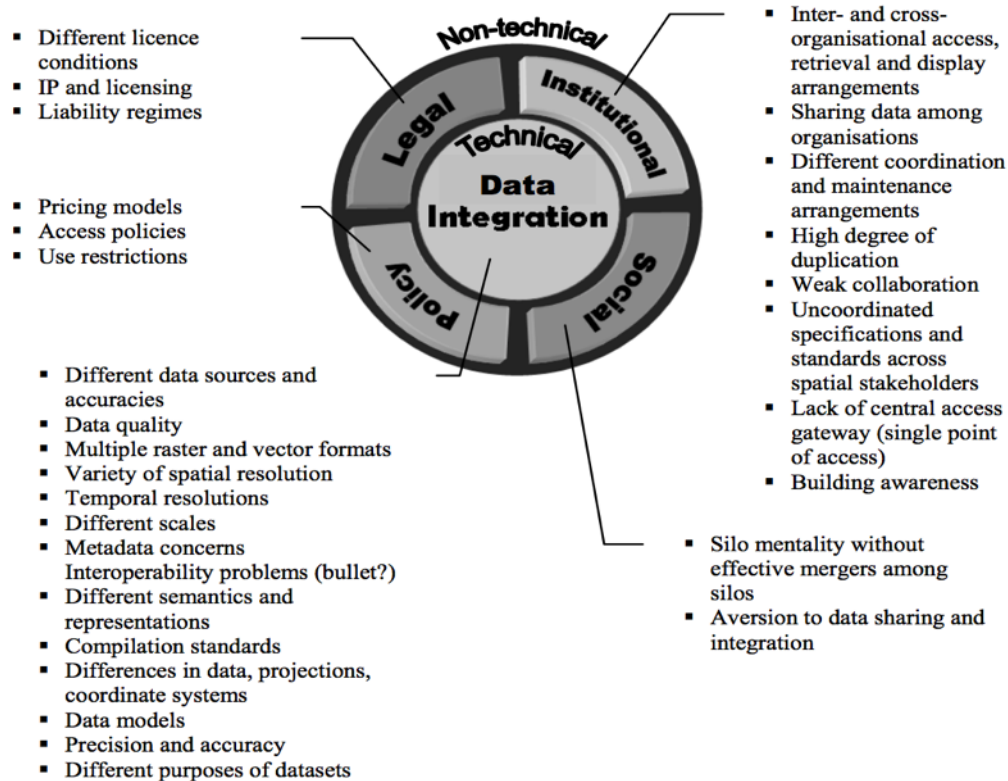 ▪ Different licence
conditions
▪ IP and licensing
▪ Liability regimes
▪ Pricing models
▪ Access policies
▪ Use restrictions
Non-technical
Legal
Institutional
Technical
Data
Integration
Policy
Social
▪ Inter- and cross-
organisational access,
retrieval and display
arrangements
▪ Sharing data among
organisations
▪ Different coordination
and maintenance
arrangements
▪ High degree of
duplication
▪ Weak collaboration
▪ Uncoordinated
specifications and
standards across
spatial stakeholders
▪ Lack of central access
gateway (single point
of access)
▪ Building awareness
▪ Different data sources and
accuracies
▪ Data quality
▪ Multiple raster and vector formats
▪ Variety of spatial resolution
▪ Temporal resolutions
▪ Different scales
▪ Metadata concerns
Interoperability problems (bullet?)
▪ Different semantics and
representations
▪ Compilation standards
▪ Differences in data, projections,
coordinate systems
▪ Data models
▪ Precision and accuracy
▪ Different purposes of datasets
▪ Silo mentality without
effective mergers among
silos
▪ Aversion to data sharing and
integration